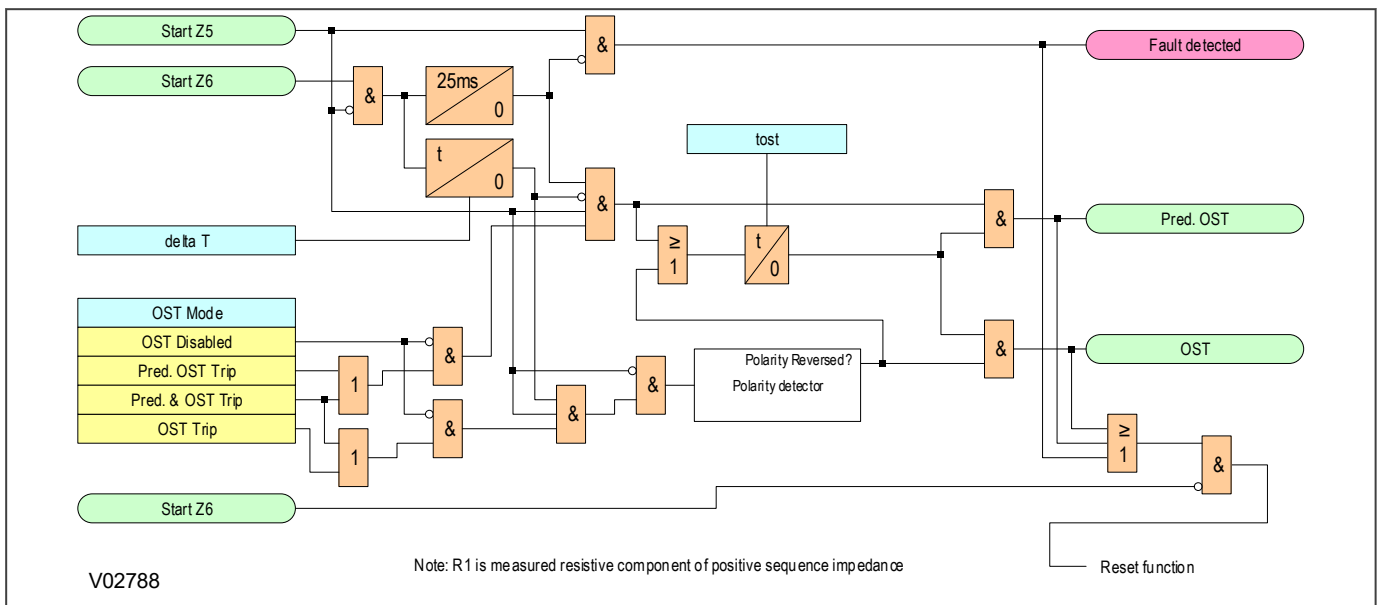 Start Z5
&
Fault detected
Start Z6
&
25ms
0
tost
t
0
&
&
Pred. OST
delta T
≥
1
t
0
OST Mode
OST Disabled
&
&
OST
Pred. OST Trip
1
Polarity Reversed?
Polarity detector
&
Pred. & OST Trip
&
&
OST Trip
1
≥
1
&
Start Z6
Note: R1 is measured resistive component of positive sequence impedance
Reset function
V02788